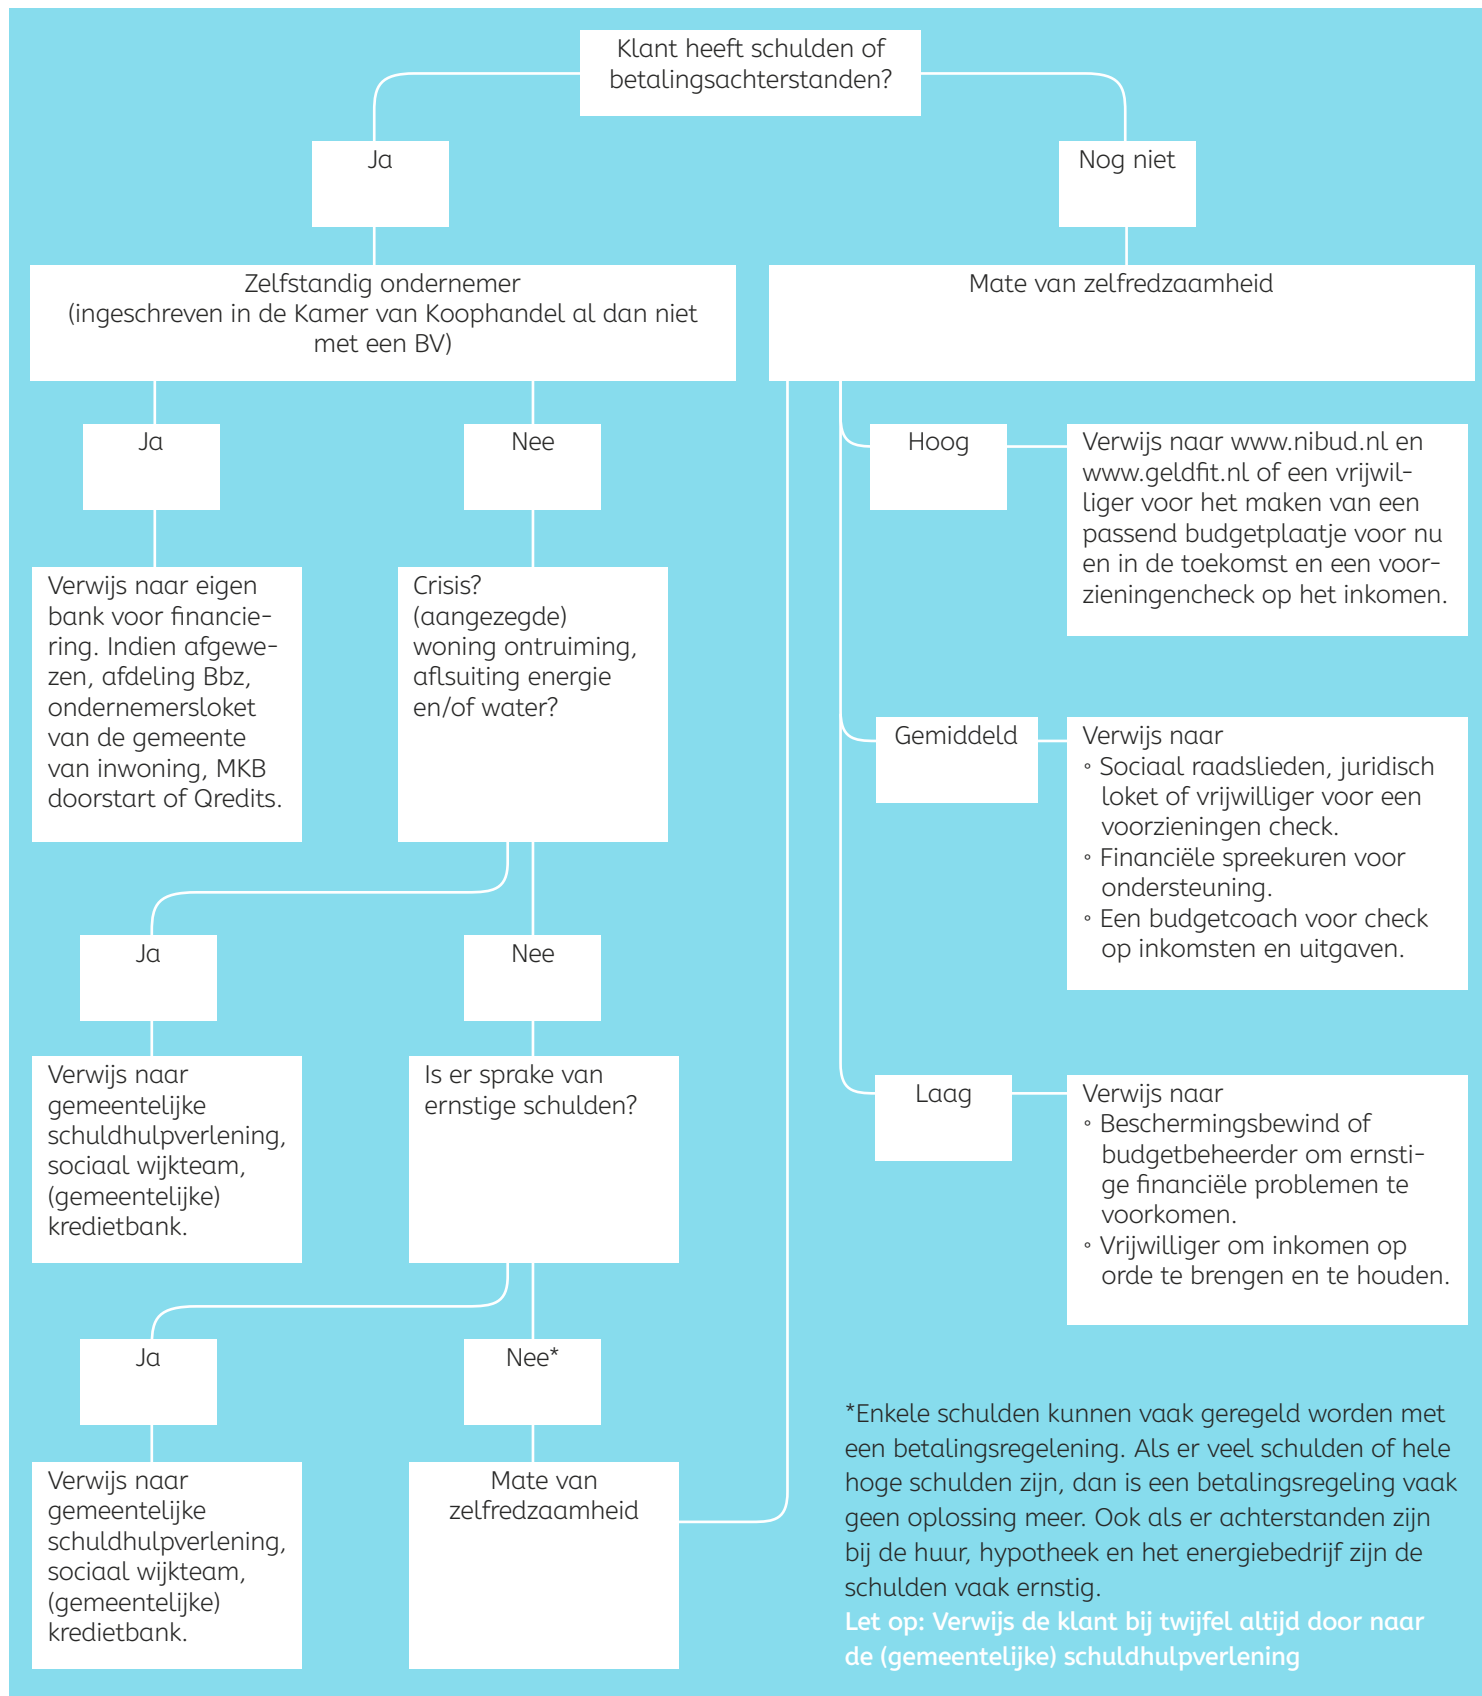 Klant heeft schulden of
betalingsachterstanden?
Ja
Nog niet
Zelfstandig ondernemer
(ingeschreven in de Kamer van Koophandel al dan niet
met een BV)
Mate van zelfredzaamheid
Ja
Nee
Hoog
Verwijs naar www.nibud.nl en
www.geldfit.nl of een vrijwil-
liger voor het maken van een
passend budgetplaatje voor nu
en in de toekomst en een voor-
zieningencheck op het inkomen.
Verwijs naar eigen
bank voor financie-
ring. Indien afgewe-
zen, afdeling Bbz,
ondernemersloket
van de gemeente
van inwoning, MKB
doorstart of Qredits.
Crisis?
(aangezegde)
woning ontruiming,
aflsuiting energie
en/of water?
Gemiddeld
Verwijs naar
◦ Sociaal raadslieden, juridisch
loket of vrijwilliger voor een
voorzieningen check.
◦ Financiële spreekuren voor
ondersteuning.
◦ Een budgetcoach voor check
op inkomsten en uitgaven.
Ja
Nee
Verwijs naar
gemeentelijke
schuldhulpverlening,
sociaal wijkteam,
(gemeentelijke)
kredietbank.
Is er sprake van
ernstige schulden?
Laag
Verwijs naar
◦ Beschermingsbewind of
budgetbeheerder om ernsti-
ge financiële problemen te
voorkomen.
◦ Vrijwilliger om inkomen op
orde te brengen en te houden.
Ja
Nee*
Verwijs naar
gemeentelijke
schuldhulpverlening,
sociaal wijkteam,
(gemeentelijke)
kredietbank.
Mate van
zelfredzaamheid
*Enkele schulden kunnen vaak geregeld worden met
een betalingsregelening. Als er veel schulden of hele
hoge schulden zijn, dan is een betalingsregeling vaak
geen oplossing meer. Ook als er achterstanden zijn
bij de huur, hypotheek en het energiebedrijf zijn de
schulden vaak ernstig.
Let op: Verwijs de klant bij twijfel altijd door naar
de (gemeentelijke) schuldhulpverlening